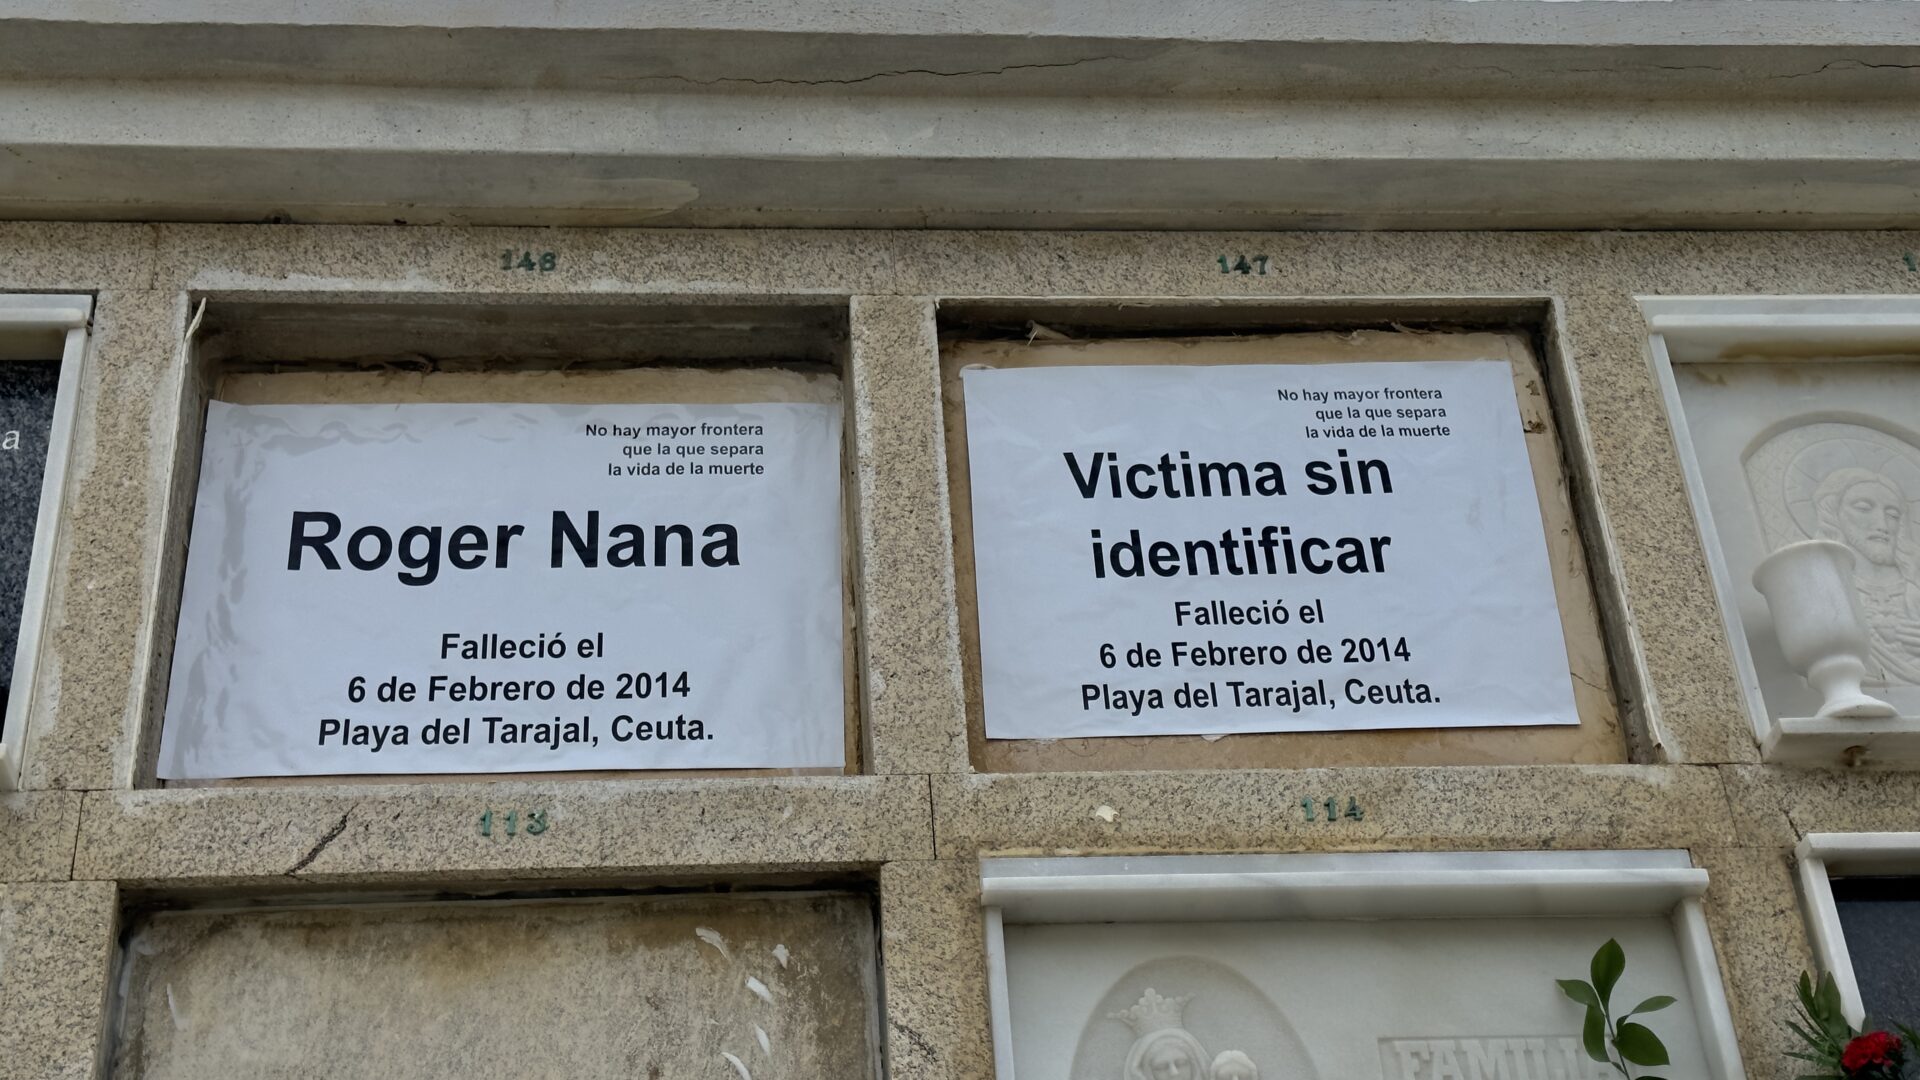 146
147
a
No hay mayor frontera
que la que separa
la vida de la muerte
Roger Nana
Falleció el
6 de Febrero de 2014
Playa del Tarajal, Ceuta.
No hay mayor frontera
que la que separa
la vida de la muerte
Victima sin
identificar
Falleció el
6 de Febrero de 2014
Playa del Tarajal, Ceuta.
113
114
FAMILI